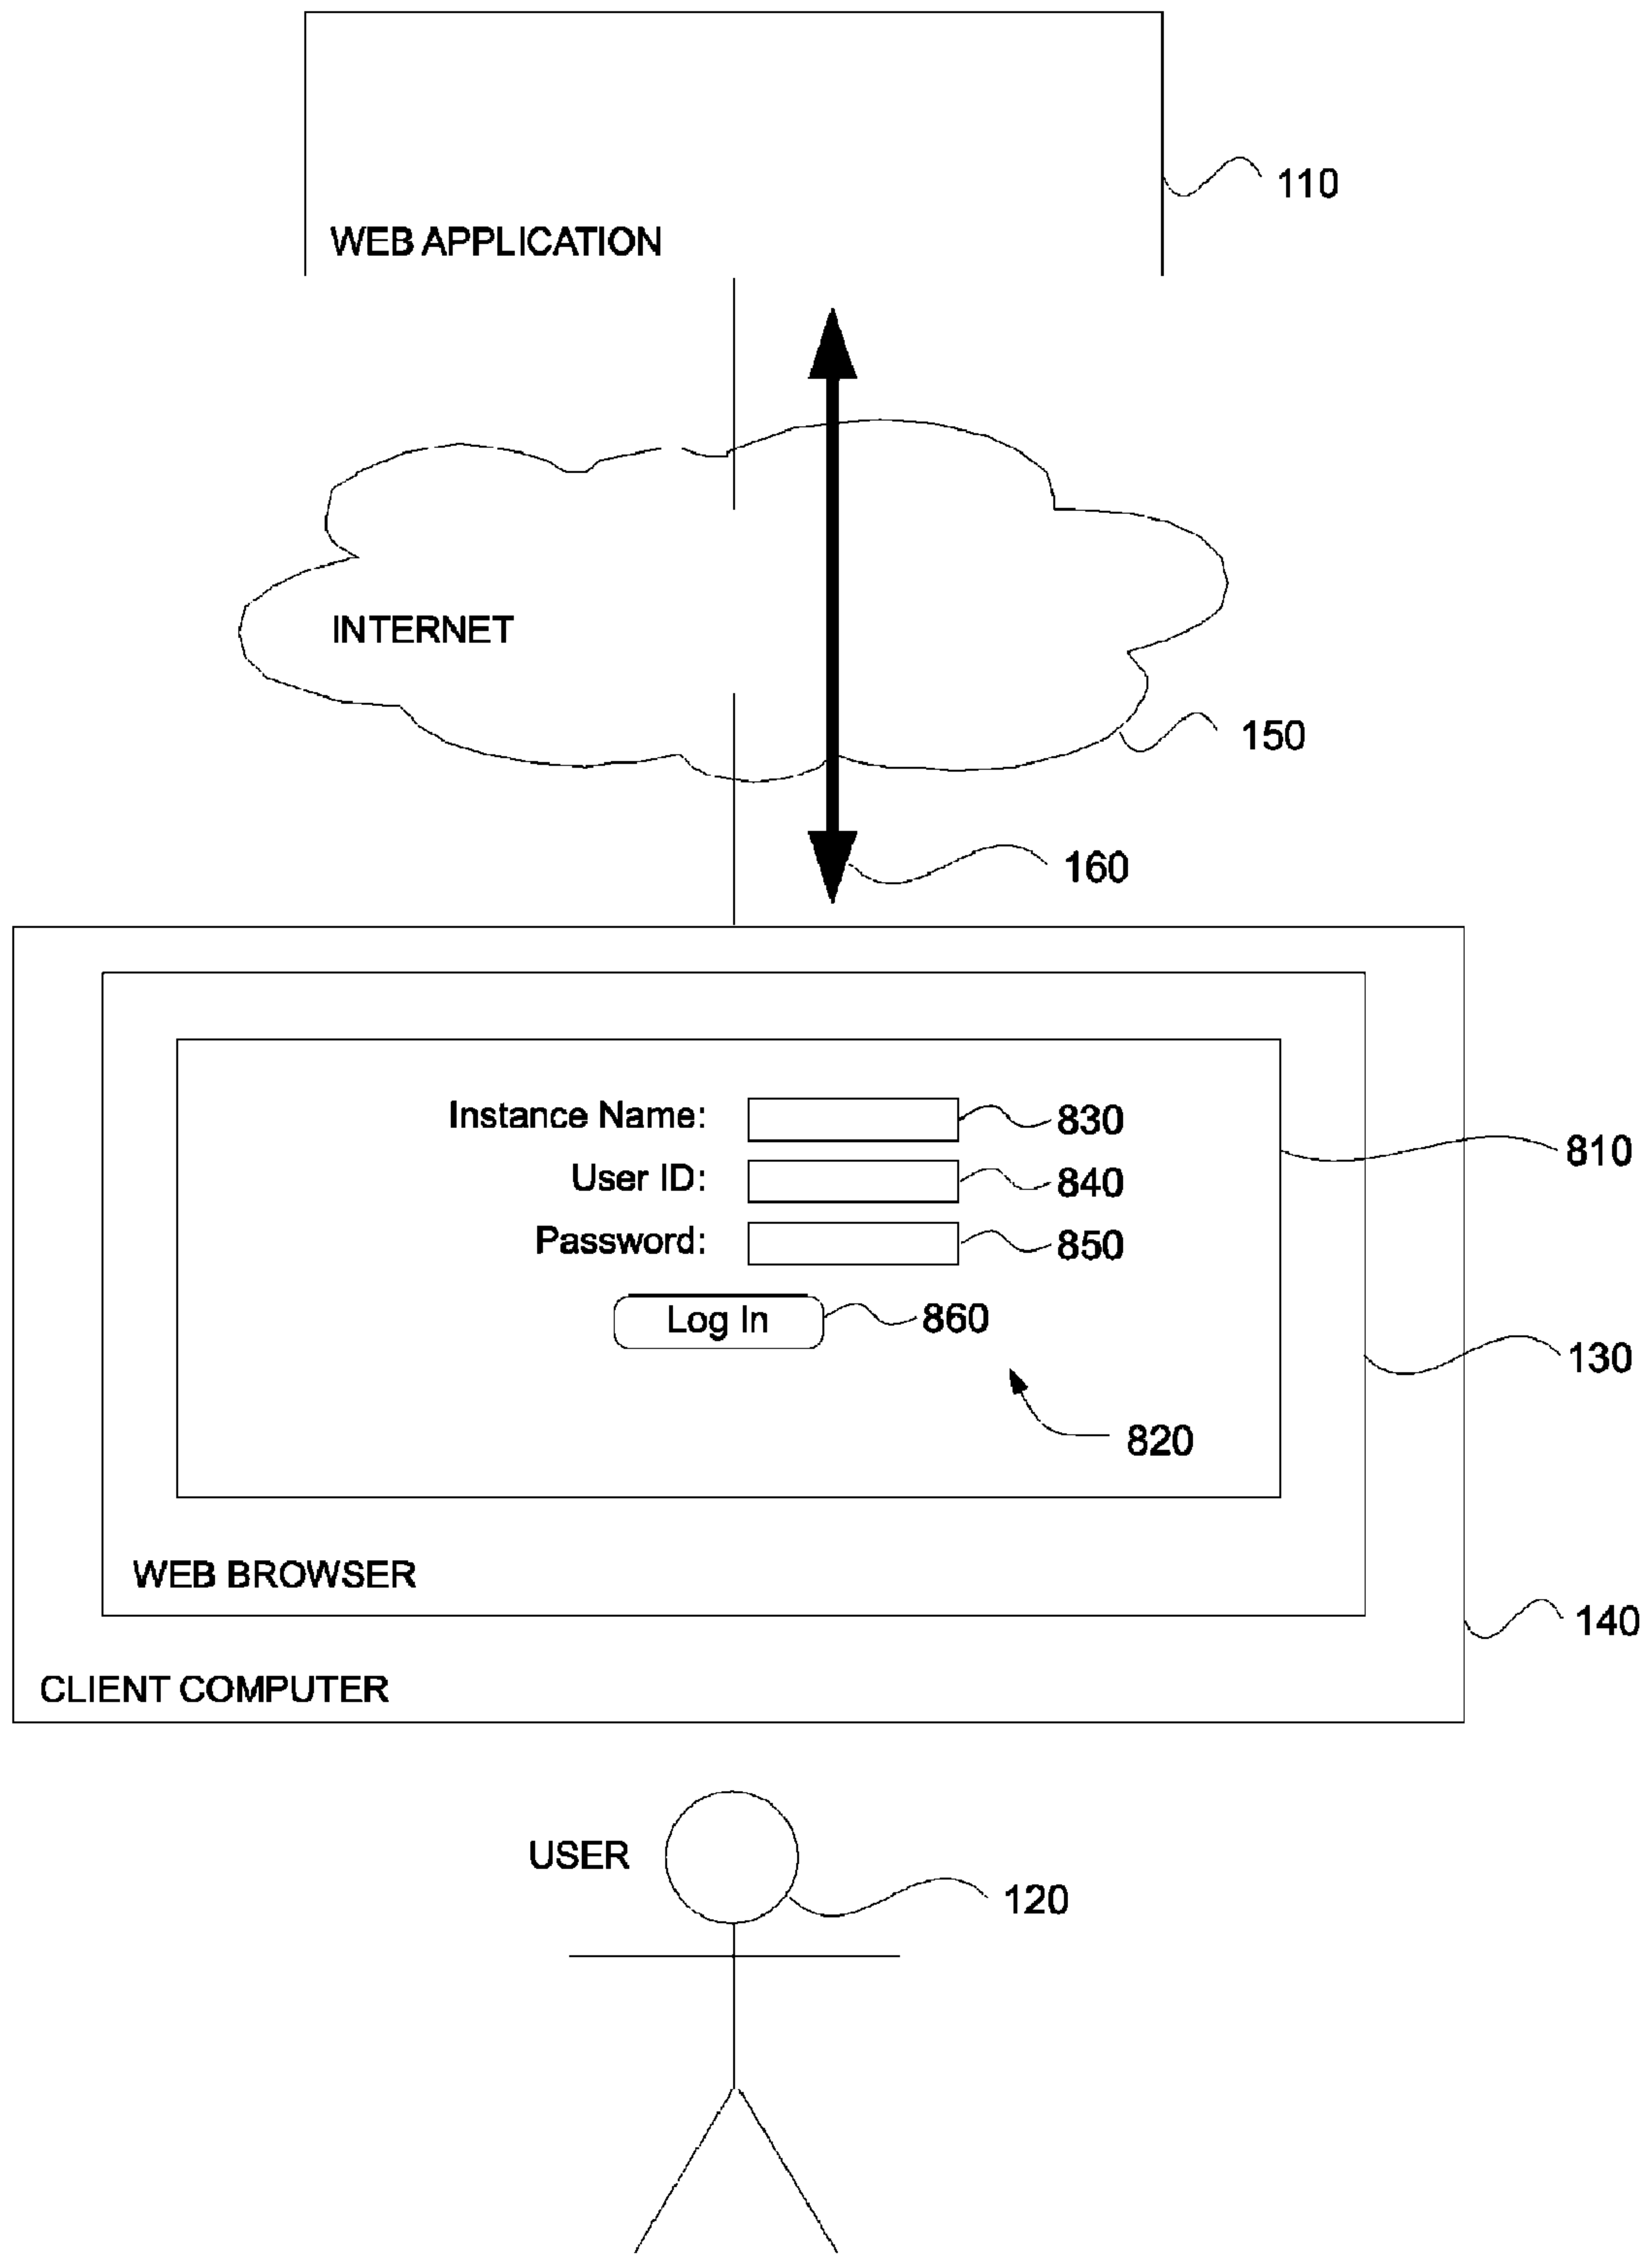 110
WEB APPLICATION
INTERNET
150
160
Instance Name: 830
810
User ID: 840
Password: 850
Log In 860
130
820
WEB BROWSER
140
CLIENT COMPUTER
USER
120